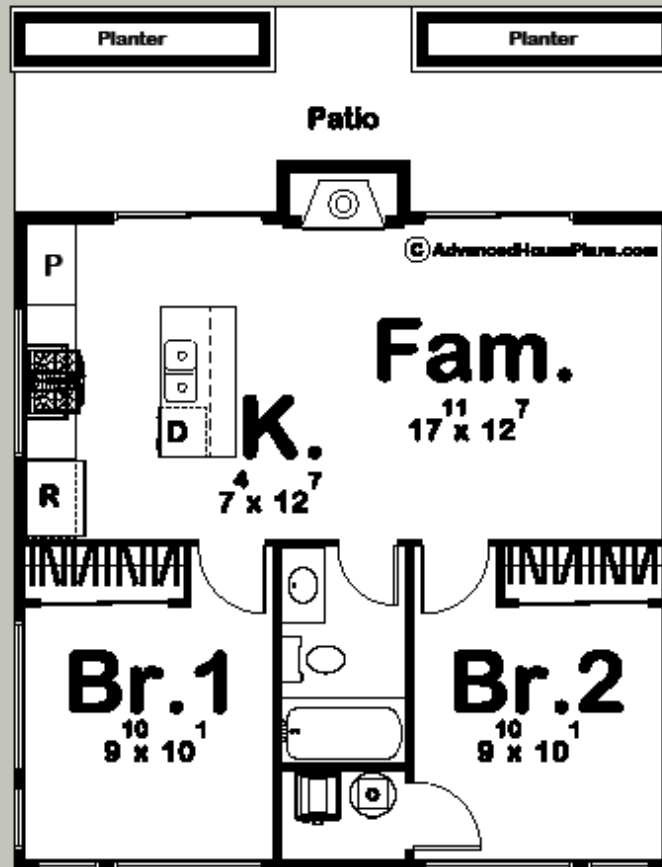 Planter
Planter
Patio
© AdvancedHousePlans.com
P
Fam.
17 11 x 12 7
D
K.
7 4 x 12 7
R
Br.1
9 10 x 10 1
Br.2
9 10 x 10 1